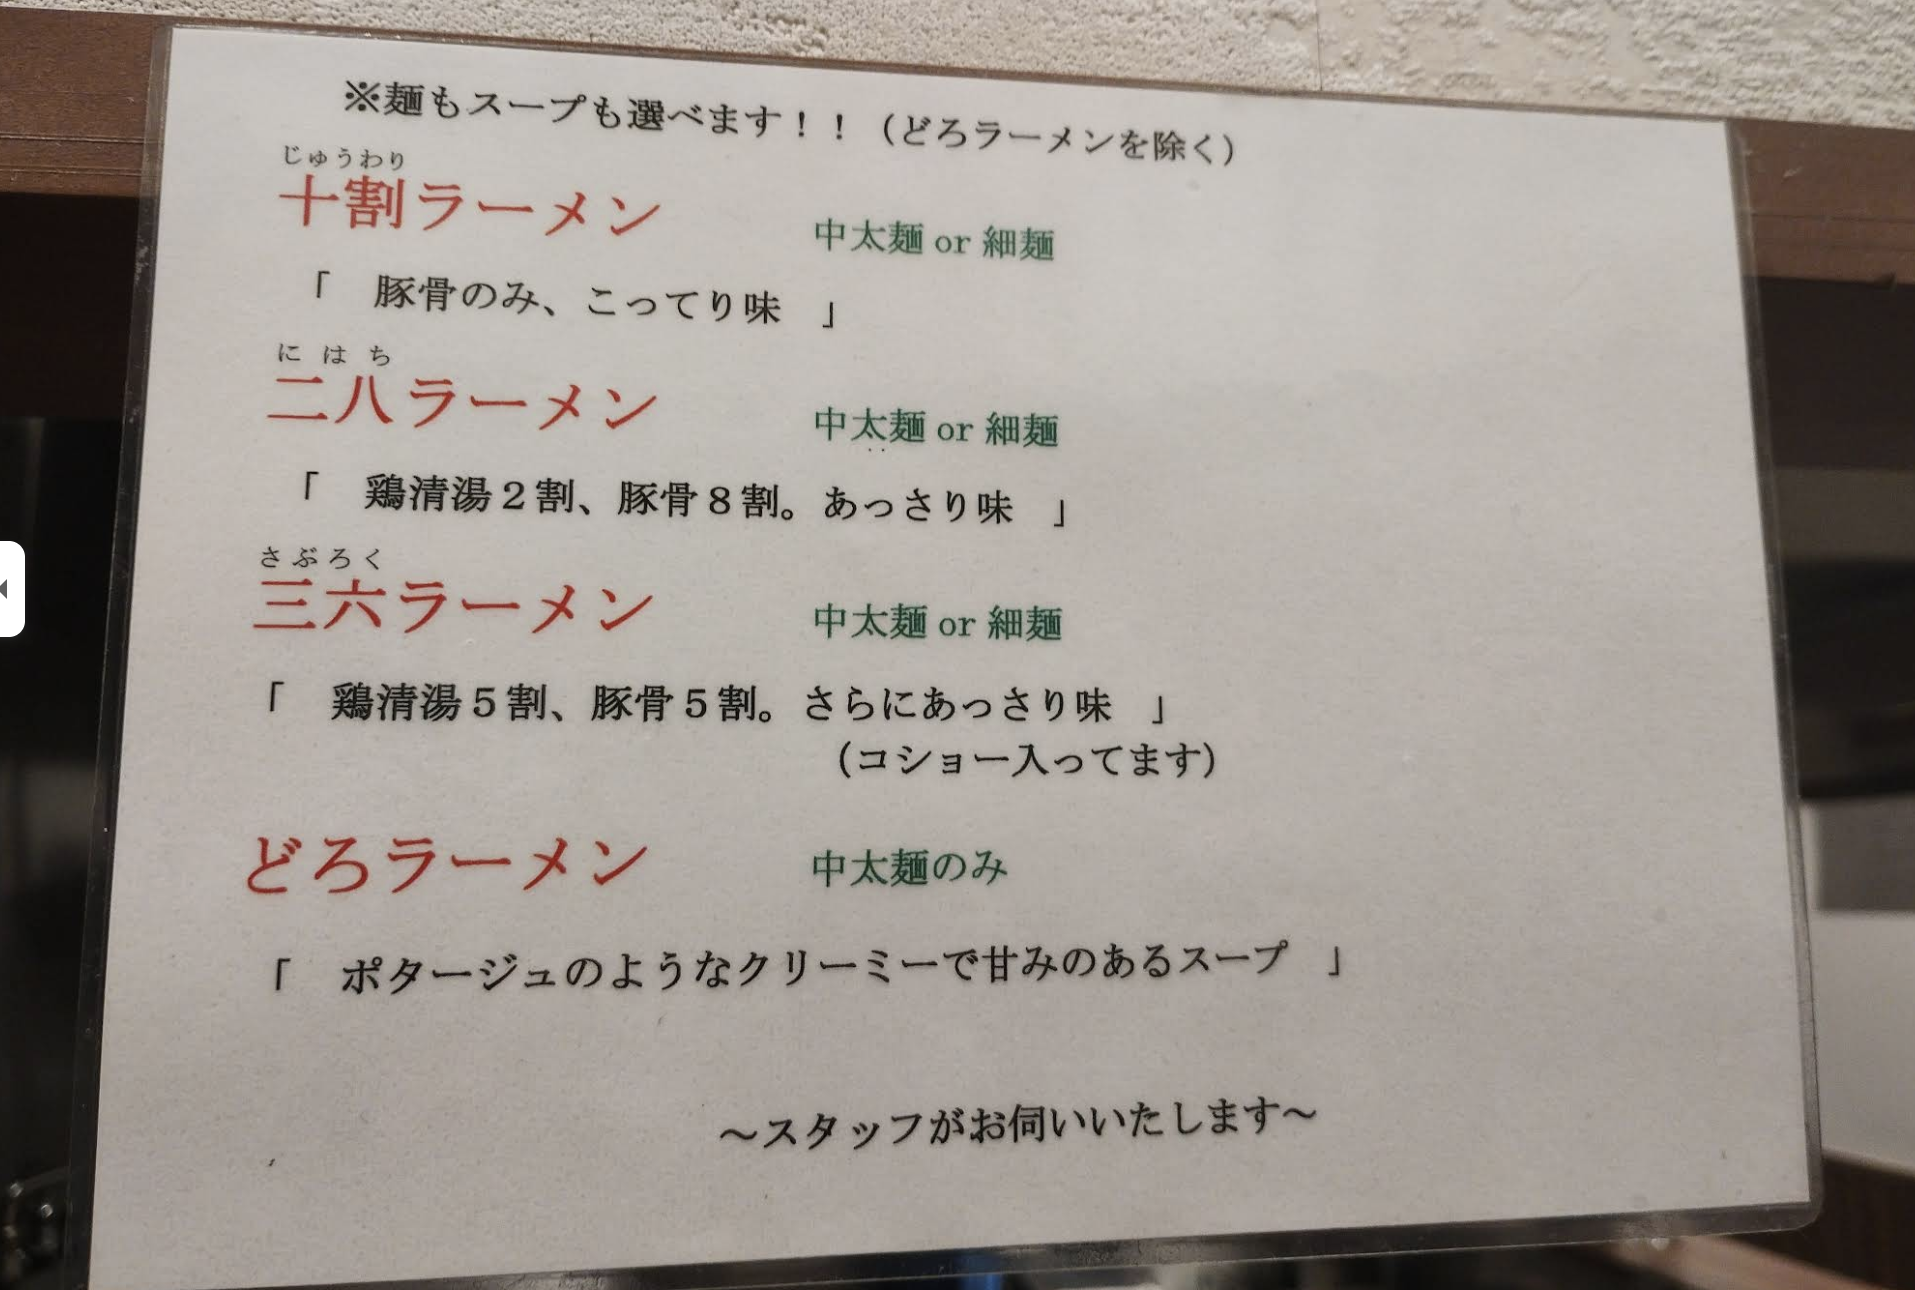 ※麺もスープも選べます！！（どろラーメンを除く）
じゅうわり
十割ラーメン 中太麺 or 細麺
「　豚骨のみ、こってり味　」
にはち
二八ラーメン 中太麺 or 細麺
「　鶏清湯２割、豚骨８割。あっさり味　」
さぶろく
三六ラーメン 中太麺 or 細麺
「　鶏清湯５割、豚骨５割。さらにあっさり味　」
（コショー入ってます）
どろラーメン 中太麺のみ
「　ポタージュのようなクリーミーで甘みのあるスープ　」
～スタッフがお伺いいたします～